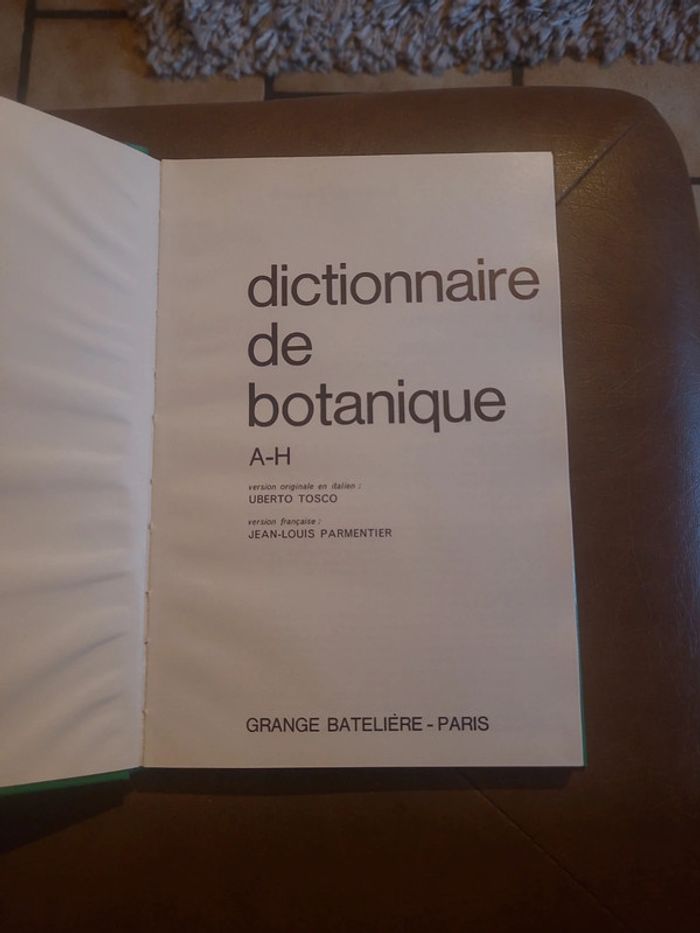 dictionnaire
de
botanique
A-H
version originale en italien :
UBERTO TOSCO
version française :
JEAN-LOUIS PARMENTIER
GRANGE BATELIÈRE - PARIS